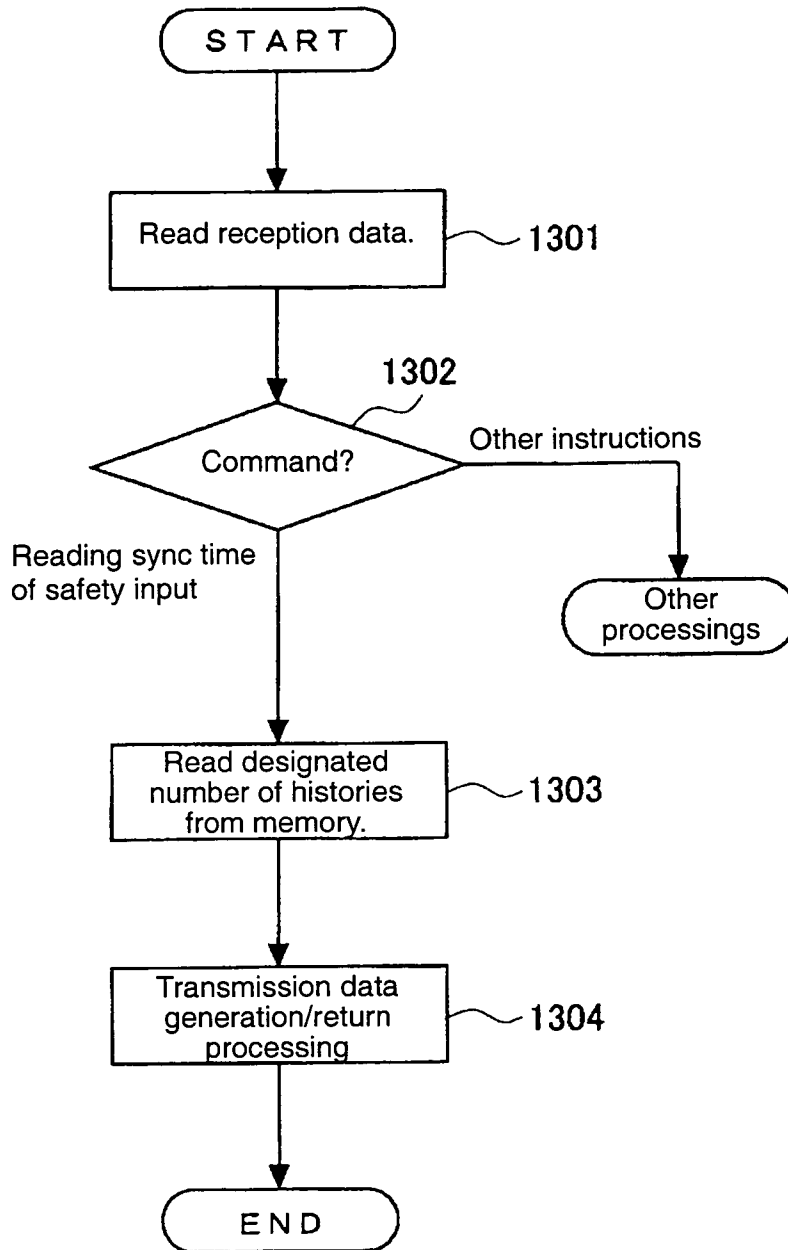 START
Read reception data.
1301
1302
Command?
Other instructions
Reading sync time
of safety input
Other
processings
Read designated
number of histories
from memory.
1303
Transmission data
generation/return
processing
1304
END